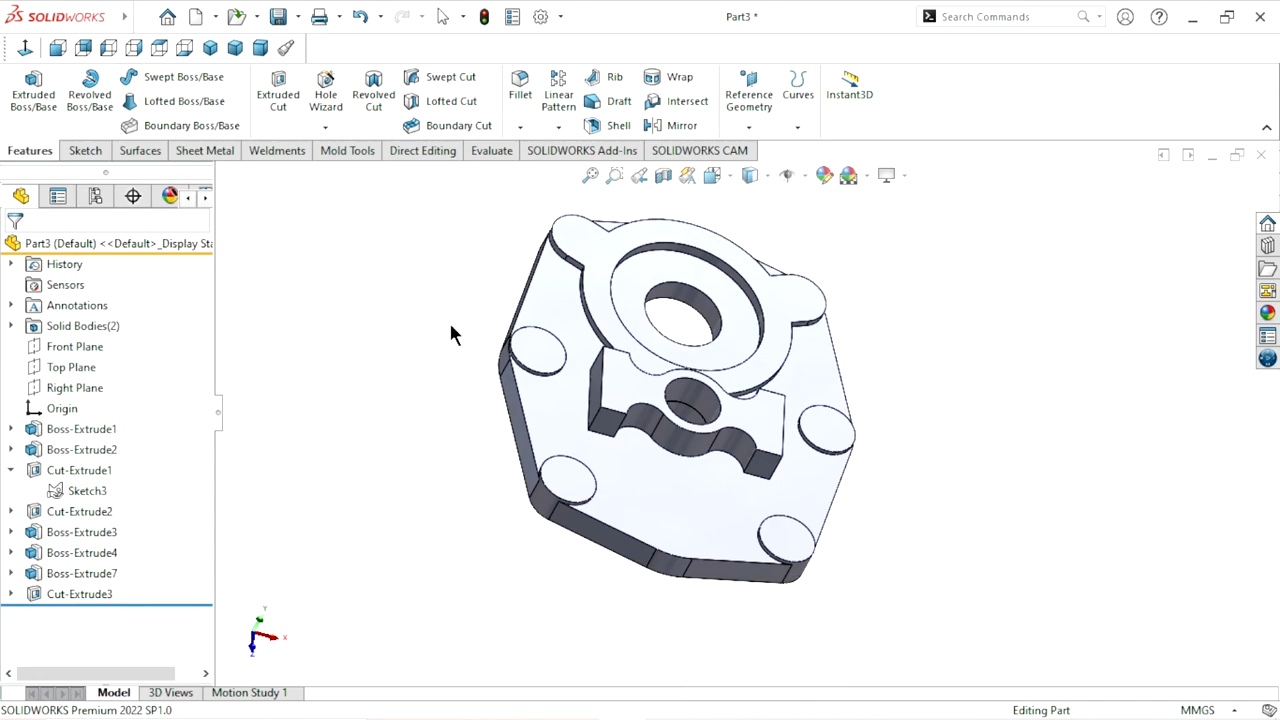 SOLIDWORKS
Part3 *
Search Commands
Extruded Boss/Base
Revolved Boss/Base
Swept Boss/Base
Lofted Boss/Base
Boundary Boss/Base
Extruded Cut
Hole Wizard
Revolved Cut
Swept Cut
Lofted Cut
Boundary Cut
Fillet
Linear Pattern
Rib
Draft
Shell
Wrap
Intersect
Mirror
Reference Geometry
Curves
Instant3D
Features
Sketch
Surfaces
Sheet Metal
Weldments
Mold Tools
Direct Editing
Evaluate
SOLIDWORKS Add-Ins
SOLIDWORKS CAM
Part3 (Default) <<Default>_Display Sta
History
Sensors
Annotations
Solid Bodies(2)
Front Plane
Top Plane
Right Plane
Origin
Boss-Extrude1
Boss-Extrude2
Cut-Extrude1
Sketch3
Cut-Extrude2
Boss-Extrude3
Boss-Extrude4
Boss-Extrude7
Cut-Extrude3
Y
X
Z
Model
3D Views
Motion Study 1
SOLIDWORKS Premium 2022 SP1.0
Editing Part
MMGS